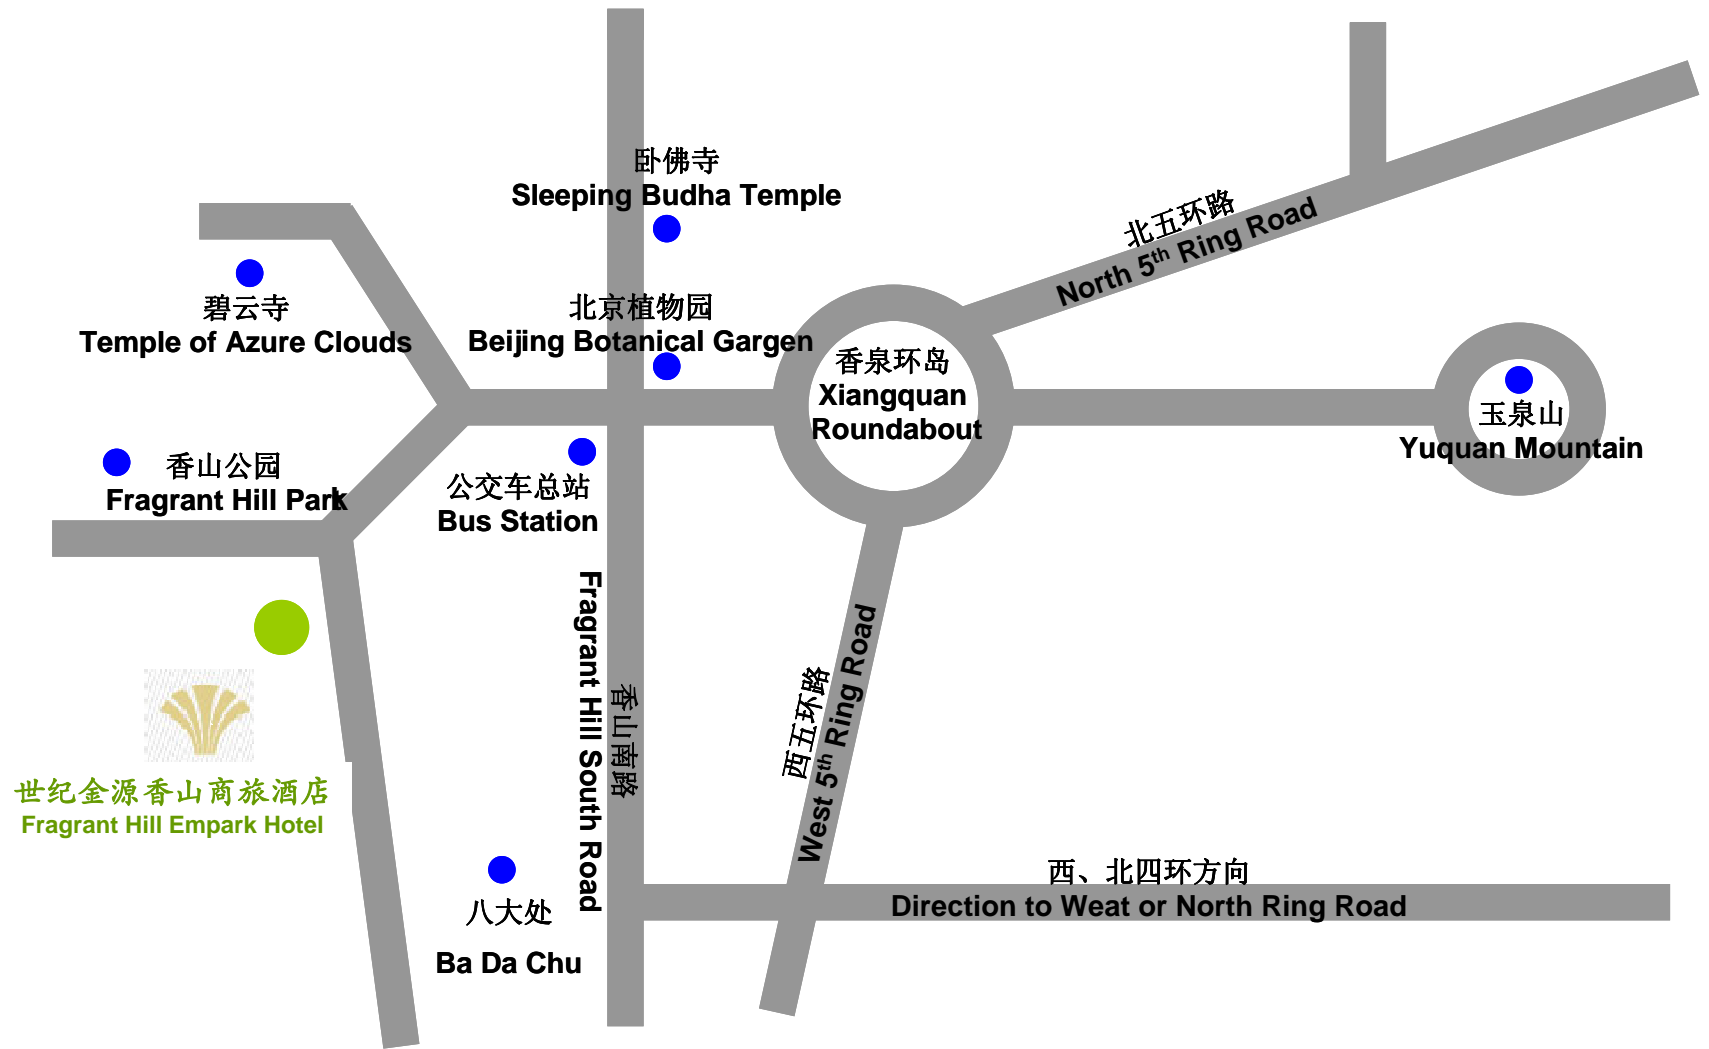 卧佛寺
Sleeping Budha Temple
北五环路
North 5th Ring Road
碧云寺
Temple of Azure Clouds
北京植物园
Beijing Botanical Gargen
香泉环岛
Xiangquan
Roundabout
玉泉山
Yuquan Mountain
香山公园
Fragrant Hill Park
公交车总站
Bus Station
Fragrant Hill South Road
香山南路
西五环路
West 5th Ring Road
世纪金源香山商旅酒店
Fragrant Hill Empark Hotel
八大处
Ba Da Chu
西、北四环方向
Direction to Weat or North Ring Road